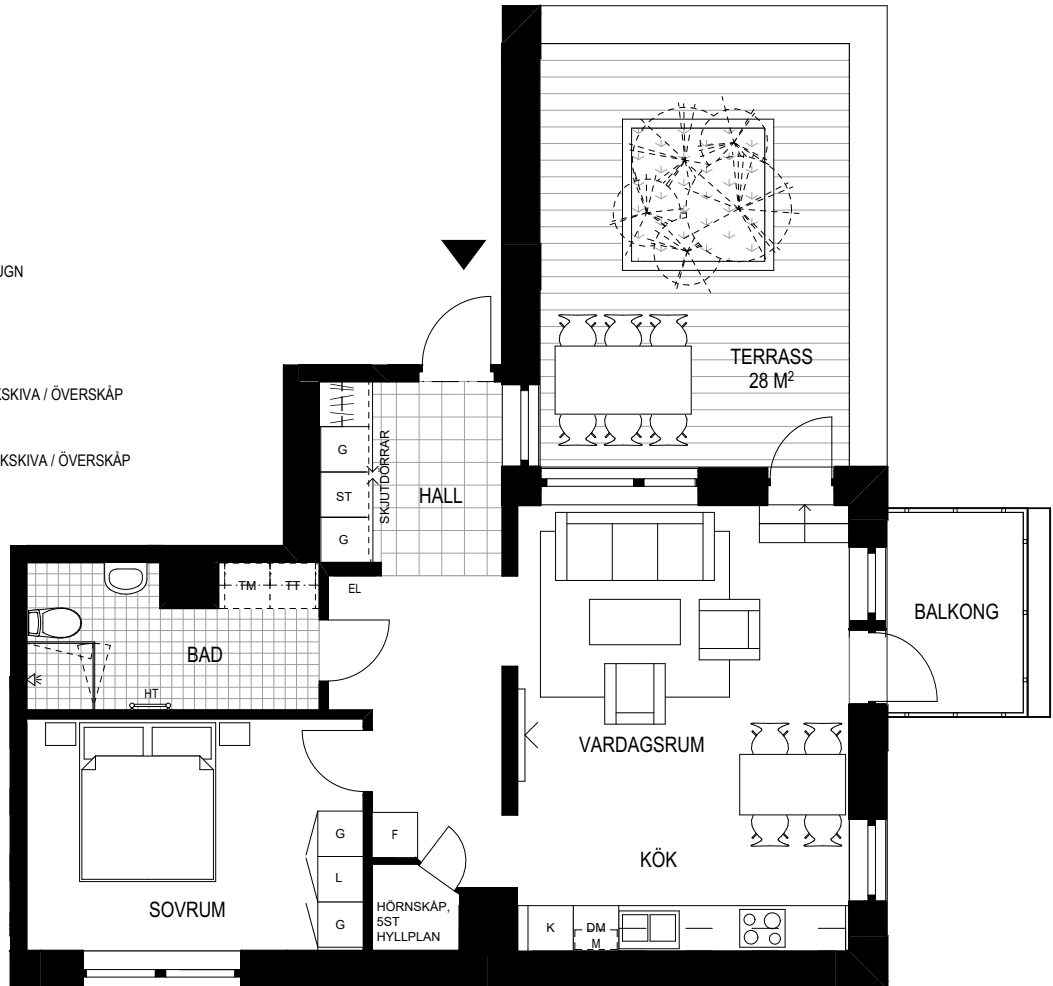 UGN
KSKIVA / ÖVERSKÅP
KSKIVA / ÖVERSKÅP
TERRASS
28 M²
G
ST
G
SKJUTDÖRRAR
HALL
TM
TT
EL
BAD
HT
BALKONG
VARDAGSRUM
G
L
G
F
SOVRUM
HÖRNSKÅP,
5ST
HYLLPLAN
KÖK
K
DM
M